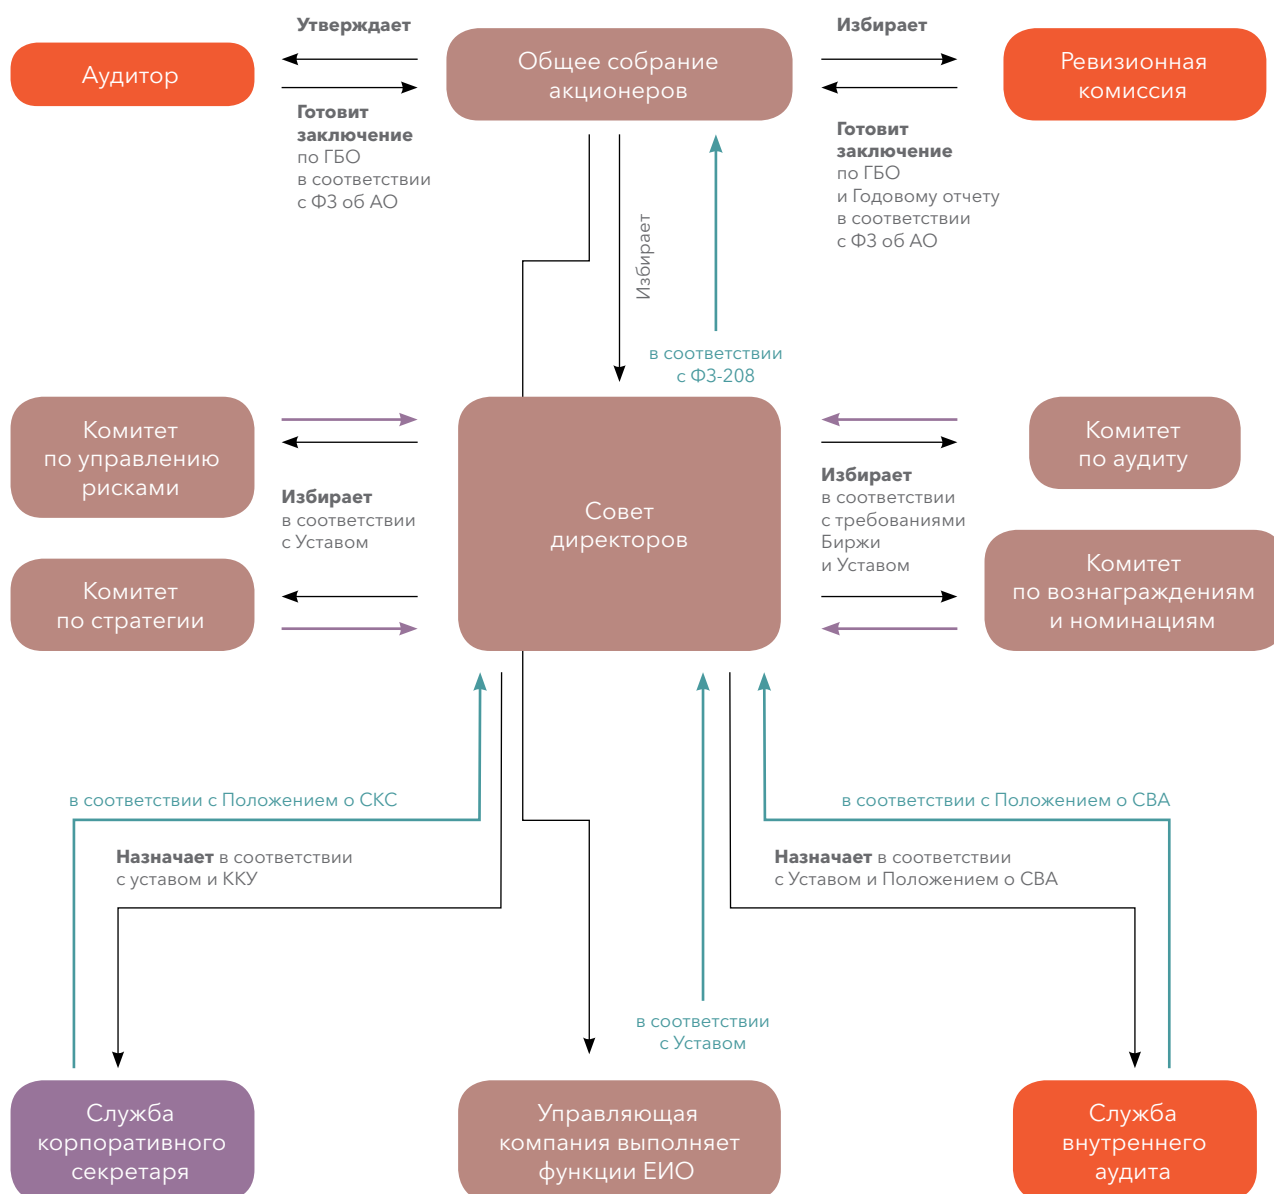 Утверждает
Избирает
Аудитор
Общее собрание
акционеров
Ревизионная
комиссия
Готовит
заключение
по ГБО
в соответствии
с ФЗ об АО
Готовит
заключение
по ГБО
и Годовому отчету
в соответствии
с ФЗ об АО
Избирает
в соответствии
с ФЗ-208
Комитет
по управлению
рисками
Избирает
в соответствии
с Уставом
Комитет
по стратегии
Совет
директоров
Избирает
в соответствии
с требованиями
Биржи
и Уставом
Комитет
по аудиту
Комитет
по вознаграждениям
и номинациям
в соответствии с Положением о СКС
в соответствии с Положением о СВА
Назначает в соответствии
с уставом и ККУ
Назначает в соответствии
с Уставом и Положением о СВА
в соответствии
с Уставом
Служба
корпоративного
секретаря
Управляющая
компания выполняет
функции ЕИО
Служба
внутреннего
аудита